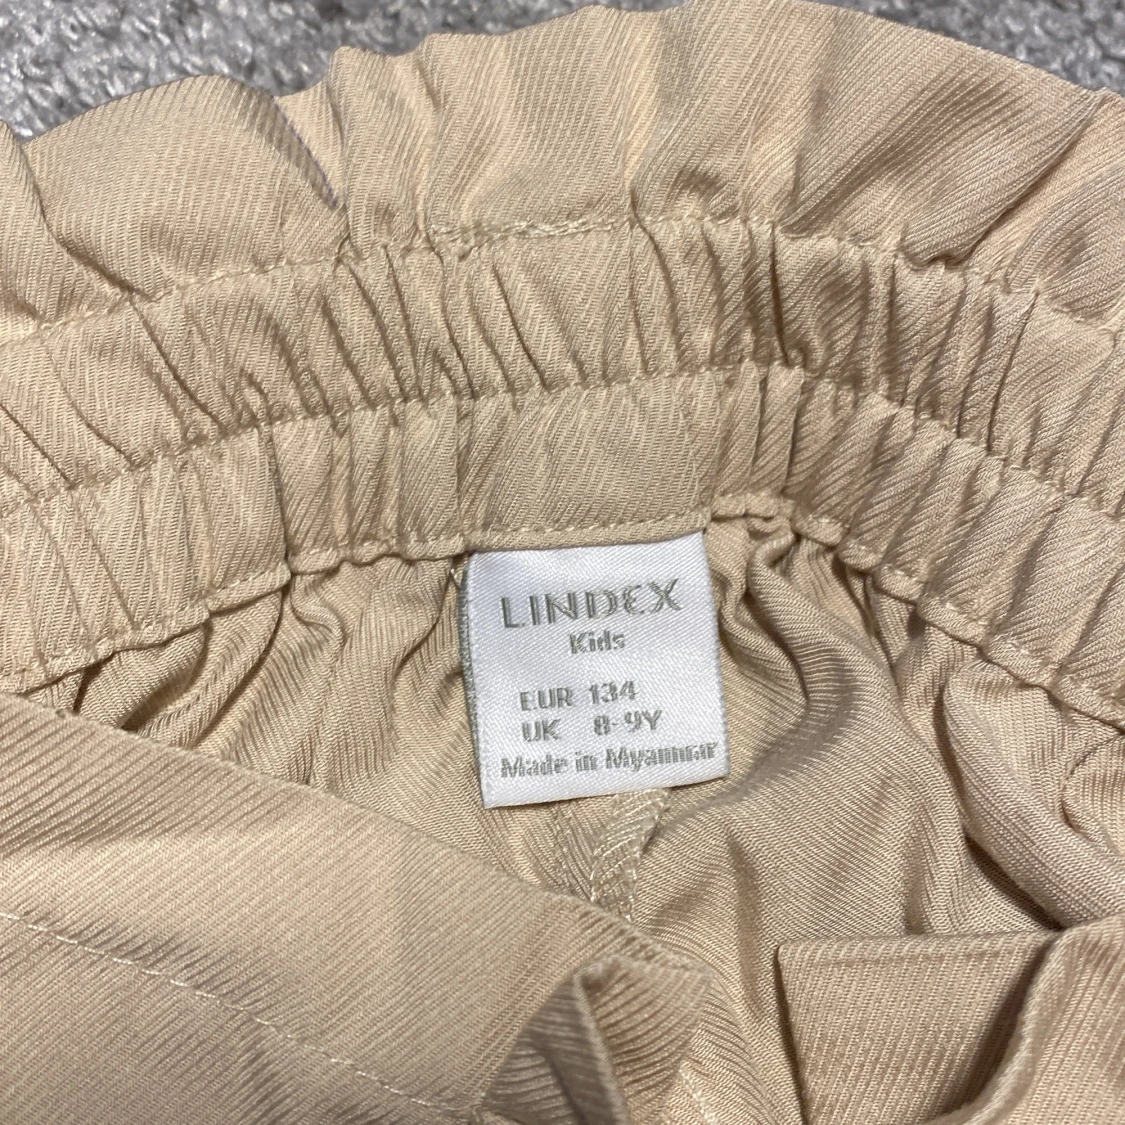 LINDEX
Kids
EUR 134
UK 8-9Y
Made in Myanmar